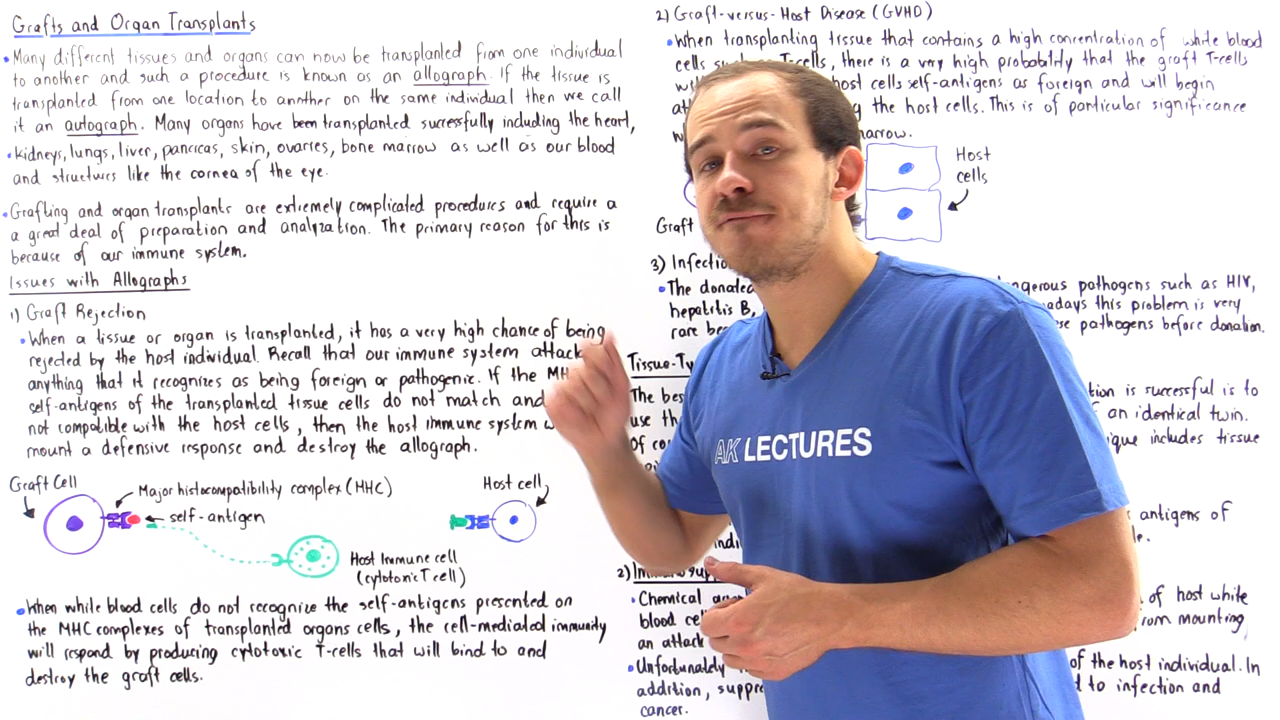 Grafts and Organ Transplants
• Many different tissues and organs can now be transplanted from one individual
to another and such a procedure is known as an allograph. If the tissue is
transplanted from one location to another on the same individual then we call
it an autograph. Many organs have been transplanted successfully including the heart,
• kidneys, lungs, liver, pancreas, skin, ovaries, bone marrow as well as our blood
and structures like the cornea of the eye.
• Grafting and organ transplants are extremely complicated procedures and require a
a great deal of preparation and analization. The primary reason for this is
because of our immune system.
Issues with Allographs
1) Graft Rejection
• When a tissue or organ is transplanted, it has a very high chance of being
rejected by the host individual. Recall that our immune system attack
anything that it recognizes as being foreign or pathogenic. If the MH
self-antigens of the transplanted tissue cells do not match and
not compatible with the host cells, then the host immune system w
mount a defensive response and destroy the allograph.
Graft Cell
Major histocompatibility complex (MHC)
self-antigen
Host cell
Host Immune cell
(cytotoxic T cell)
• When white blood cells do not recognize the self-antigens presented on
the MHC complexes of transplanted organs cells, the cell-mediated immunity
will respond by producing cytotoxic T-cells that will bind to and
destroy the graft cells.
2) Graft-versus-Host Disease (GVHD)
• When transplanting tissue that contains a high concentration of white blood
cells T-cells, there is a very high probability that the graft T-cells
host cells self-antigens as foreign and will begin
the host cells. This is of particular significance
marrow.
Host
cells
Graft
3) Infectio
• The donated ngerous pathogens such as HIV,
hepatitis B, adays this problem is very
rare bec se pathogens before donation.
Tissue-Ty
The bes tion is successful is to
use th an identical twin.
of co ique includes tissue
antigens of
indi
2) Immunosupp
• Chemical of host white
blood cel rom mounting
an attack
• Unfortunately of the host individual. In
addition, suppre d to infection and
cancer.
AK LECTURES